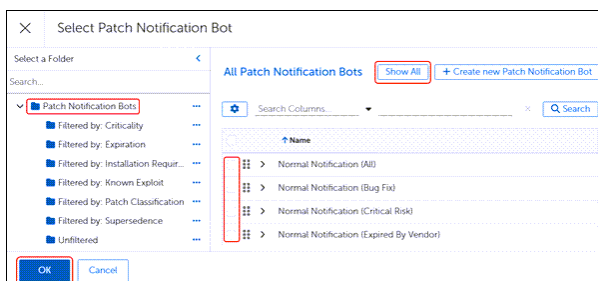 Select Patch Notification Bot
Select a Folder
Search...
Patch Notification Bots
Filtered by: Criticality
Filtered by: Expiration
Filtered by: Installation Requir...
Filtered by: Known Exploit
Filtered by: Patch Classification
Filtered by: Supersedence
Unfiltered
All Patch Notification Bots
Show All
+ Create new Patch Notification Bot
Search Columns...
Search
Name
Normal Notification (All)
Normal Notification (Bug Fix)
Normal Notification (Critical Risk)
Normal Notification (Expired By Vendor)
OK
Cancel